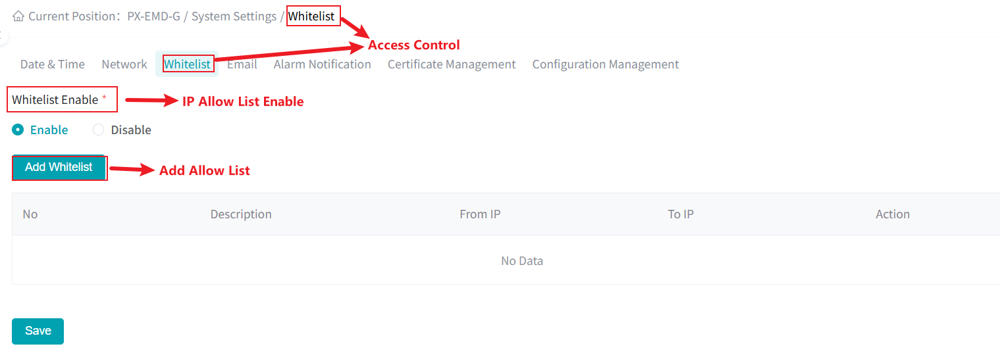 Current Position： PX-EMD-G / System Settings / Whitelist
Access Control
Date & Time Network Whitelist Email Alarm Notification Certificate Management Configuration Management
Whitelist Enable * IP Allow List Enable
Enable Disable
Add Whitelist Add Allow List
No Description From IP To IP Action
No Data
Save